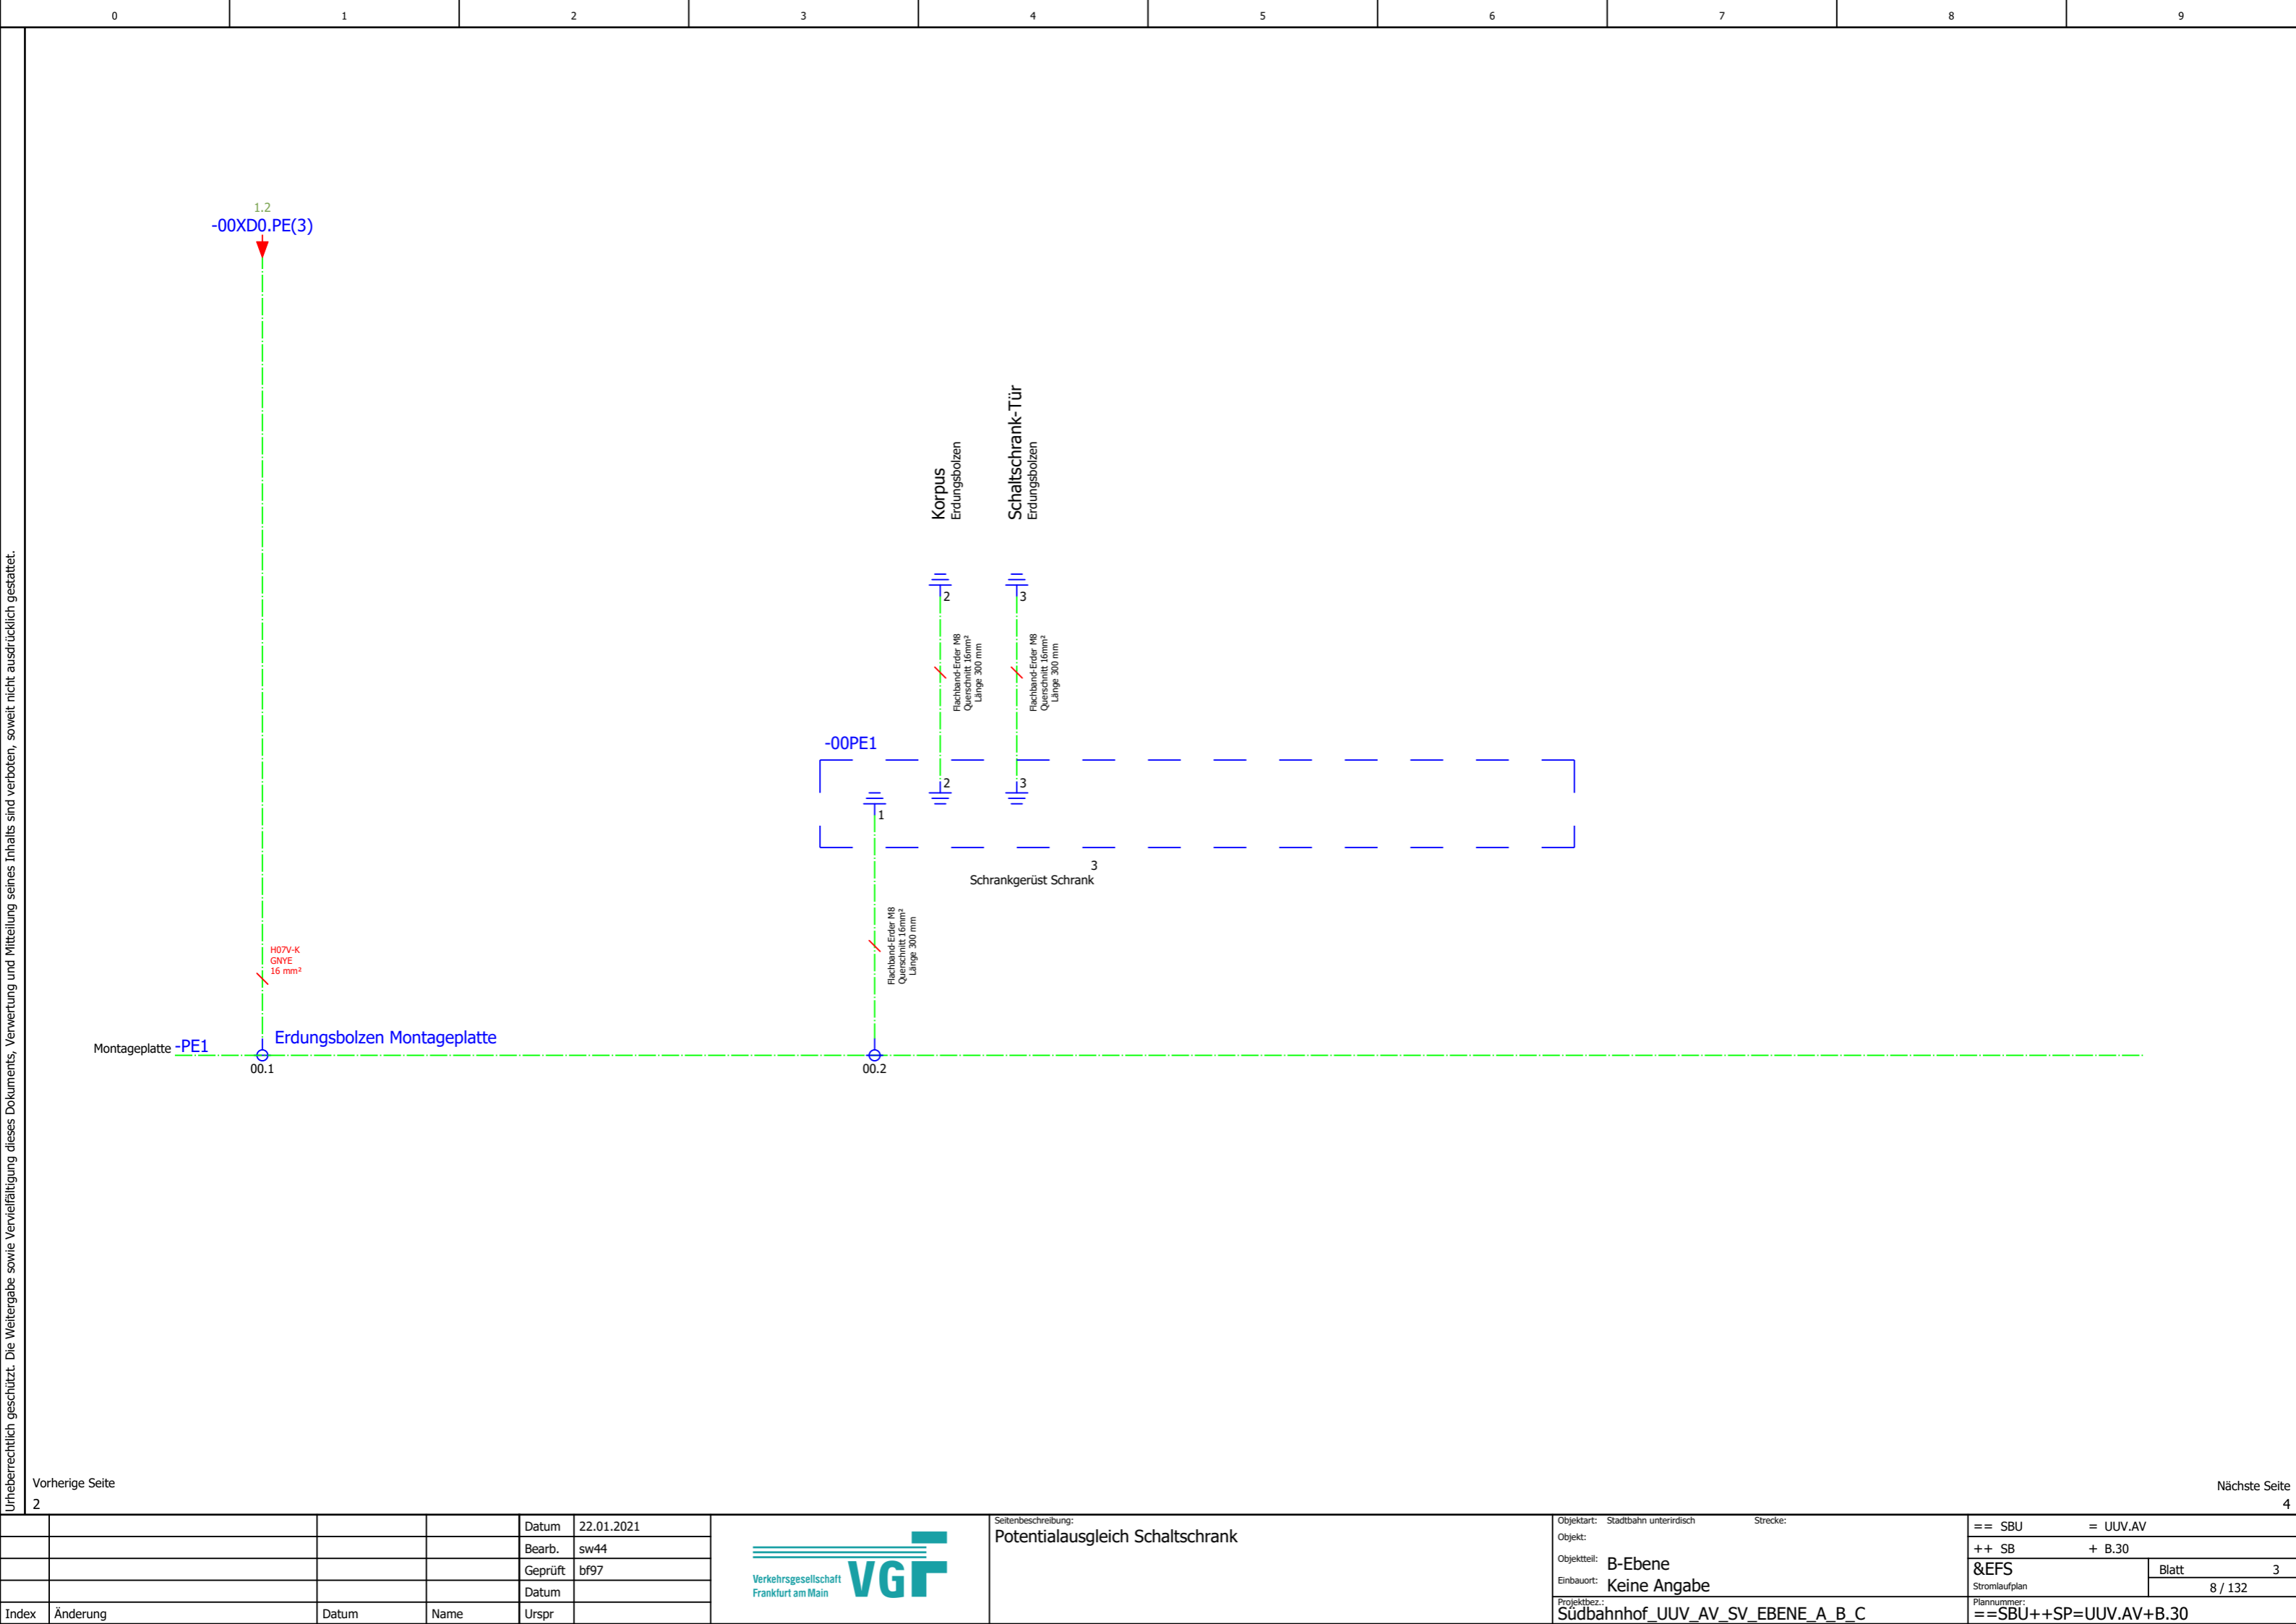 0 1 2 3 4 5 6 7 8 9
Urheberrechtlich geschützt. Die Weitergabe sowie Vervielfältigung dieses Dokuments, Verwertung und Mitteilung seines Inhalts sind verboten, soweit nicht ausdrücklich gestattet.
1.2
-00XD0.PE(3)
Korpus
Erdungsbolzen
Schaltschrank-Tür
Erdungsbolzen
2
3
Flachband-Erder M8
Querschnitt 16mm²
Länge 300 mm
Flachband-Erder M8
Querschnitt 16mm²
Länge 300 mm
-00PE1
2
3
1
3
Schrankgerüst Schrank
Flachband-Erder M8
Querschnitt 16mm²
Länge 300 mm
H07V-K
GNYE
16 mm²
Montageplatte -PE1
Erdungsbolzen Montageplatte
00.1
00.2
Vorherige Seite
2
Nächste Seite
4
Datum 22.01.2021
Bearb. sw44
Geprüft bf97
Datum
Index Änderung Datum Name Urspr
Verkehrsgesellschaft
Frankfurt am Main
VGF
Seitenbeschreibung:
Potentialausgleich Schaltschrank
Objektart: Stadtbahn unterirdisch Strecke:
Objekt:
Objektteil: B-Ebene
Einbauort: Keine Angabe
Projektbez.:
Südbahnhof_UUV_AV_SV_EBENE_A_B_C
== SBU = UUV.AV
++ SB + B.30
&EFS
Stromlaufplan
Blatt 3
8 / 132
Plannummer:
==SBU++SP=UUV.AV+B.30